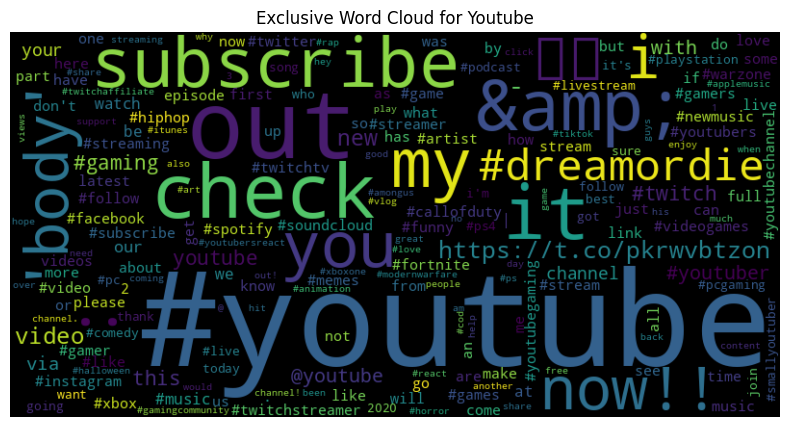 Exclusive Word Cloud for Youtube
your one streaming why now #twitter #rap was by but do love
here #share hey #podcast click it's #playstation some
part have subscribe i with
#twitchaffiliate song - if #warzone
don't watch episode first as #game &amp; #livestream #applemusic
#hiphop play what #gamers live
views be #itunes up out so #streamer #newmusic
support new has #artist how #tiktok guys #youtubers
#streaming good stream sure enjoy when
#gaming also #twitchtv my #dreamordie
latest check i'm full
'body' #art #amongus #vlog it game #twitch #youtubechannel
#follow #callofduty follow best
hope #facebook #spotify #soundcloud #funny #ps4 no | got just his can
#subscribe get link #videogames much
our #youtubersreact #love you https://t.co/pkrwvbtzon
need videos youtube great
more about we #xboxone #fortnite channel #youtuber
over #pc coming know out! #modernwarfare day #ps
#video 2 #memes #animation from people #stream #pcgaming
or please @ hit am
channel. .. thank #youtube #cod me all
video #comedy not an help #youtubegaming back content
#gamer #live #smallyoutuber
via #like today #react make free see
#halloween @youtube are another time join
#instagram this would go
want #xbox channel! been like #games at now!!
#music us will
going #gamingcommunity #twitchstreamer 2020 #horror come share music